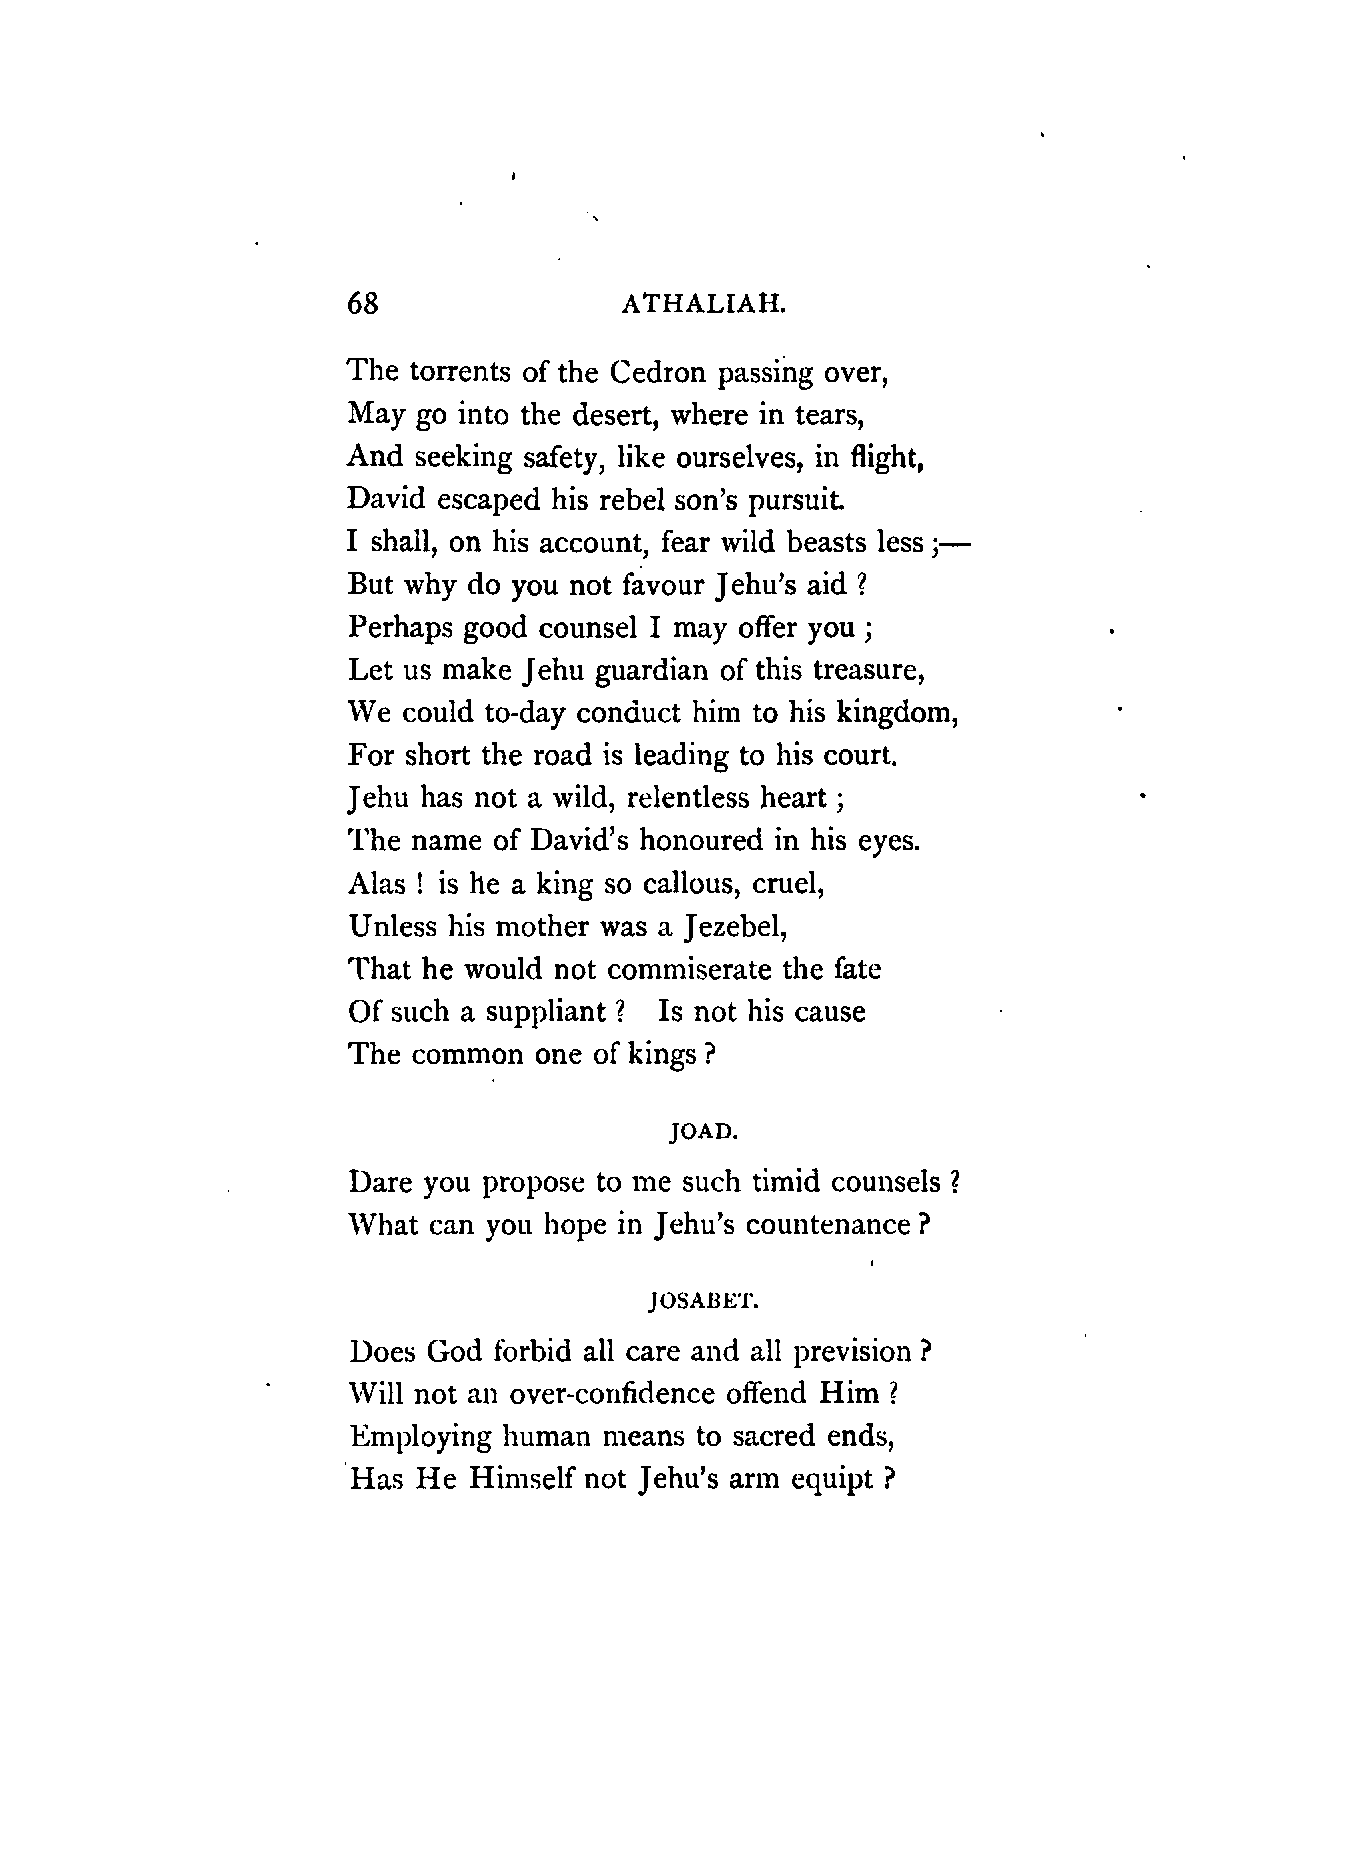 68 ATHALIAH.
The torrents of the Cedron passing over,
May go into the desert, where in tears,
And seeking safety, like ourselves, in flight,
David escaped his rebel son's pursuit.
I shall, on his account, fear wild beasts less ;—
But why do you not favour Jehu's aid ?
Perhaps good counsel I may offer you ;
Let us make Jehu guardian of this treasure,
We could to-day conduct him to his kingdom,
For short the road is leading to his court.
Jehu has not a wild, relentless heart ;
The name of David's honoured in his eyes.
Alas ! is he a king so callous, cruel,
Unless his mother was a Jezebel,
That he would not commiserate the fate
Of such a suppliant ? Is not his cause
The common one of kings ?
JOAD.
Dare you propose to me such timid counsels ?
What can you hope in Jehu's countenance ?
JOSABET.
Does God forbid all care and all prevision ?
Will not an over-confidence offend Him ?
Employing human means to sacred ends,
Has He Himself not Jehu's arm equipt ?